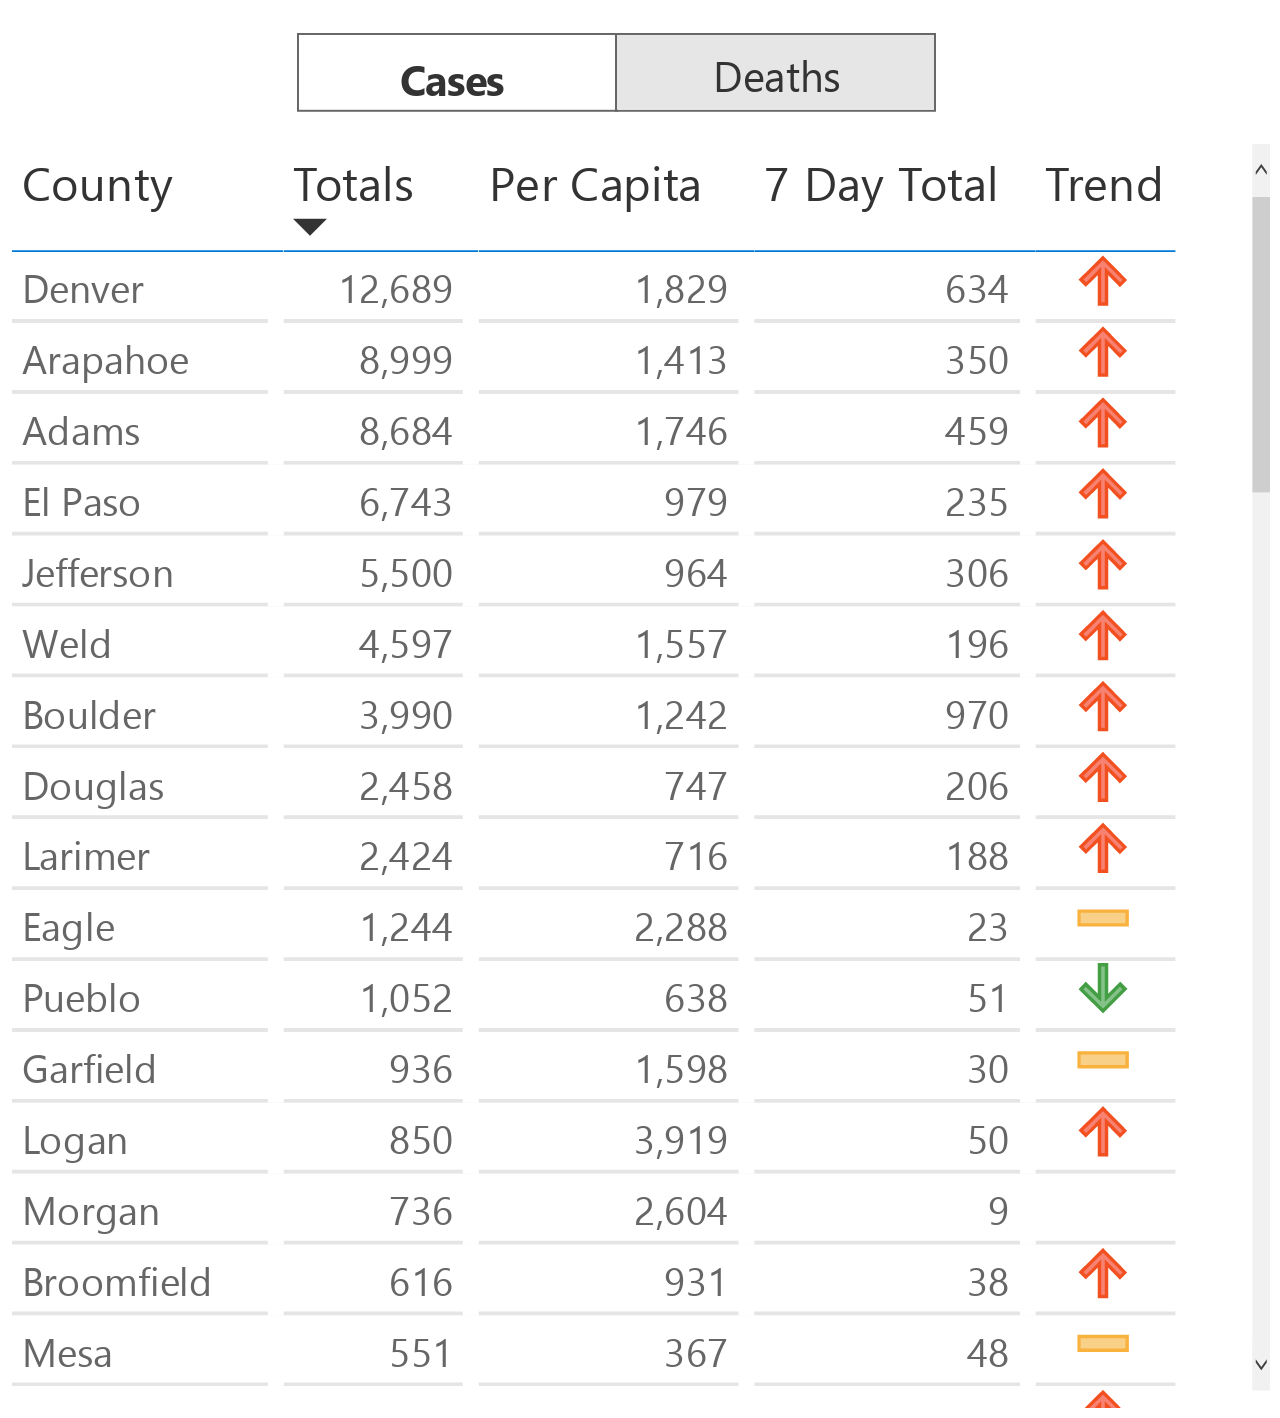 Cases Deaths
County Totals Per Capita 7 Day Total Trend
Denver 12,689 1,829 634
Arapahoe 8,999 1,413 350
Adams 8,684 1,746 459
El Paso 6,743 979 235
Jefferson 5,500 964 306
Weld 4,597 1,557 196
Boulder 3,990 1,242 970
Douglas 2,458 747 206
Larimer 2,424 716 188
Eagle 1,244 2,288 23
Pueblo 1,052 638 51
Garfield 936 1,598 30
Logan 850 3,919 50
Morgan 736 2,604 9
Broomfield 616 931 38
Mesa 551 367 48